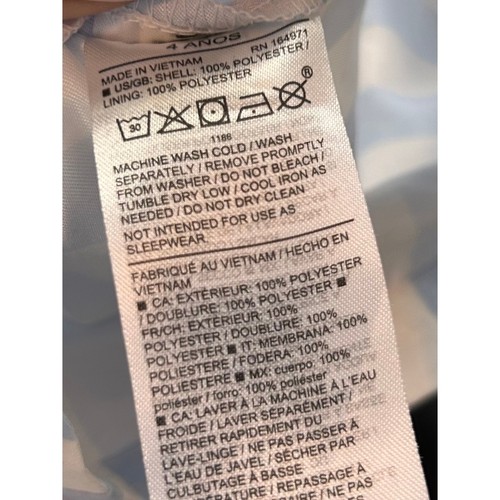 4 AÑOS
RN 164971
MADE IN VIETNAM
■ US/GB: SHELL: 100% POLYESTER /
LINING: 100% POLYESTER
30
1186
MACHINE WASH COLD / WASH
SEPARATELY / REMOVE PROMPTLY
FROM WASHER / DO NOT BLEACH /
TUMBLE DRY LOW / COOL IRON AS
NEEDED / DO NOT DRY CLEAN
NOT INTENDED FOR USE AS
SLEEPWEAR.
FABRIQUÉ AU VIETNAM / HECHO EN
VIETNAM
■ CA: EXTÉRIEUR: 100% POLYESTER
/ DOUBLURE: 100% POLYESTER ■
FR/CH: EXTÉRIEUR: 100%
POLYESTER / DOUBLURE: 100%
POLYESTER ■ IT: MEMBRANA: 100%
POLIESTERE / FODERA: 100%
POLIESTERE ■ MX: cuerpo: 100%
poliéster / forro: 100% poliéster
■ CA: LAVER À LA MACHINE À L'EAU
FROIDE / LAVER SÉPARÉMENT /
RETIRER RAPIDEMENT DU
LAVE-LINGE / NE PAS PASSER À
L'EAU DE JAVEL / SÉCHER PAR
CULBUTAGE À BASSE
TEMPÉRATURE / REPASSAGE À